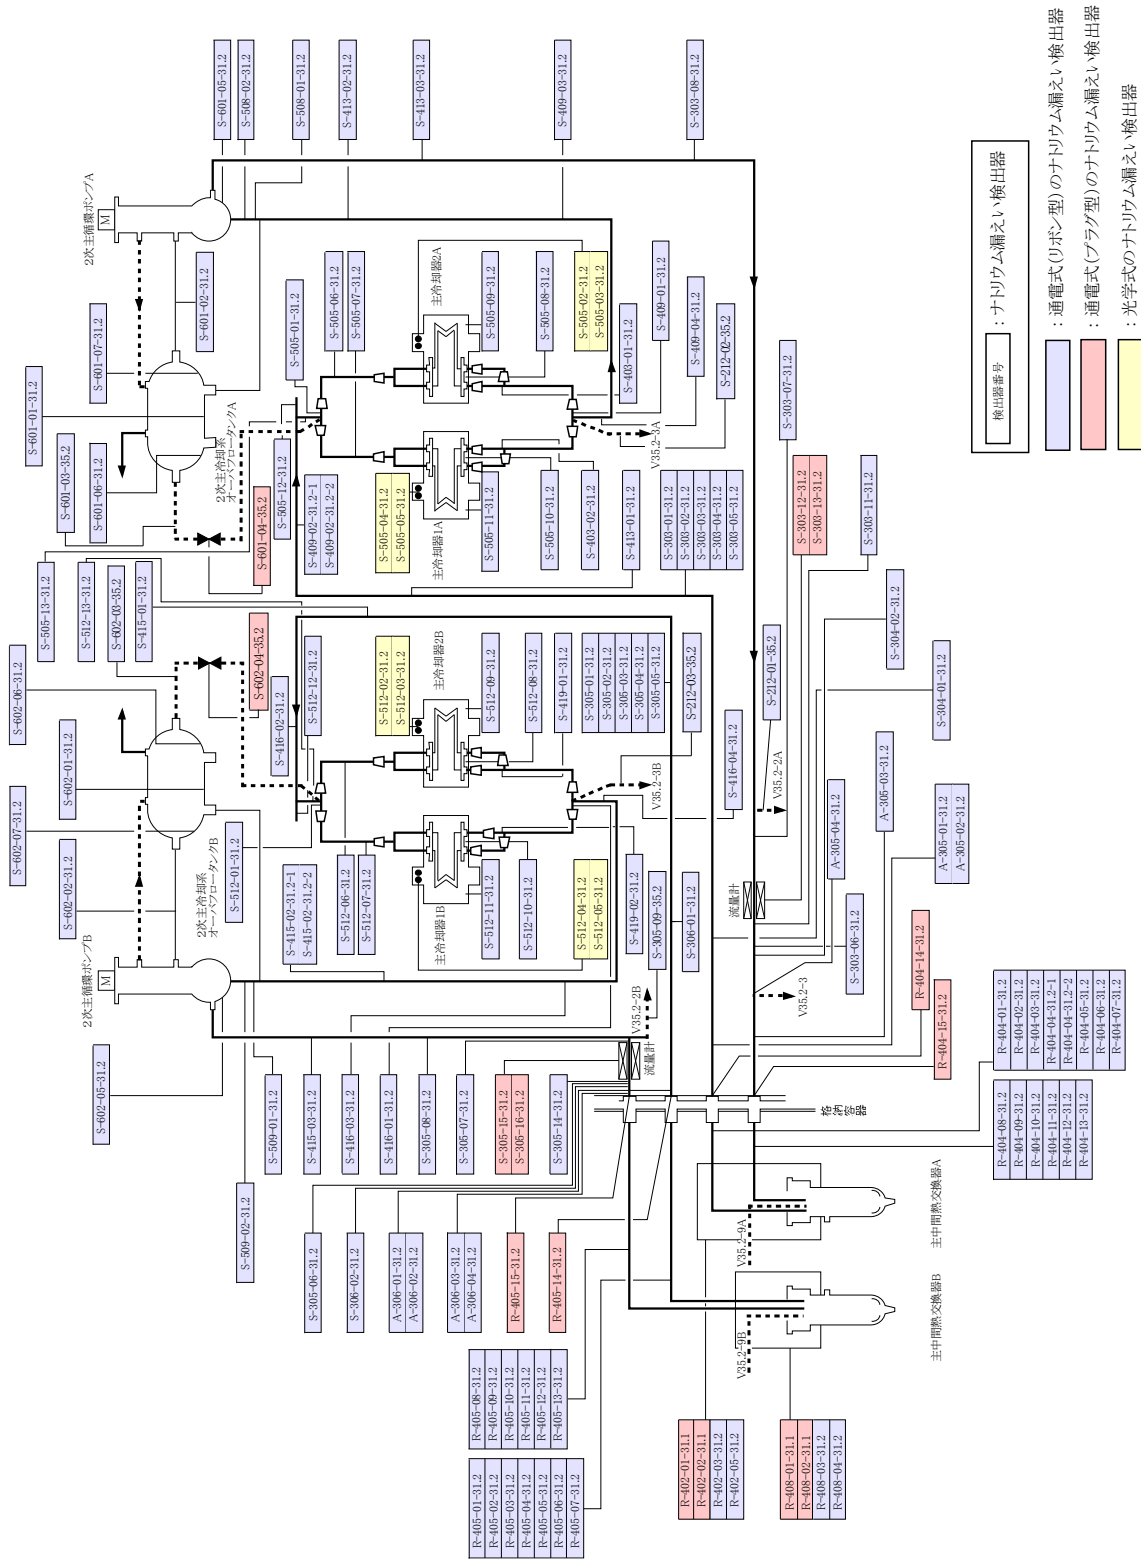 S-601-05-31.2
S-508-02-31.2
S-508-01-31.2
S-413-02-31.2
S-413-03-31.2
S-409-03-31.2
S-303-08-31.2
2次主循環ポンプA
M
S-601-02-31.2
S-601-07-31.2
S-601-01-31.2
S-601-03-35.2
S-601-06-31.2
2次主冷却系
オーバフロータンクA
S-601-04-35.2
S-505-01-31.2
S-505-06-31.2
S-505-07-31.2
主冷却器2A
S-505-09-31.2
S-505-08-31.2
S-505-02-31.2
S-505-03-31.2
S-403-01-31.2
S-409-01-31.2
S-409-04-31.2
S-212-02-35.2
V35.2-3A
S-505-12-31.2
S-409-02-31.2-1
S-409-02-31.2-2
S-505-04-31.2
S-505-05-31.2
主冷却器1A
S-505-11-31.2
S-505-10-31.2
S-403-02-31.2
S-413-01-31.2
S-303-01-31.2
S-303-02-31.2
S-303-03-31.2
S-303-04-31.2
S-303-05-31.2
S-303-07-31.2
S-303-12-31.2
S-303-13-31.2
S-303-11-31.2
S-304-02-31.2
S-304-01-31.2
S-505-13-31.2
S-512-13-31.2
S-602-03-35.2
S-415-01-31.2
S-602-04-35.2
S-602-06-31.2
S-602-01-31.2
S-602-07-31.2
S-602-02-31.2
2次主冷却系
オーバフロータンクB
S-512-01-31.2
S-416-02-31.2
S-512-12-31.2
S-512-02-31.2
S-512-03-31.2
主冷却器2B
S-512-09-31.2
S-512-08-31.2
S-419-01-31.2
S-305-01-31.2
S-305-02-31.2
S-305-03-31.2
S-305-04-31.2
S-305-05-31.2
S-212-03-35.2
V35.2-3B
S-416-04-31.2
S-212-01-35.2
V35.2-2A
A-305-04-31.2
A-305-03-31.2
A-305-01-31.2
A-305-02-31.2
2次主循環ポンプB
M
S-415-02-31.2-1
S-415-02-31.2-2
S-512-06-31.2
S-512-07-31.2
主冷却器1B
S-512-11-31.2
S-512-10-31.2
S-512-04-31.2
S-512-05-31.2
S-419-02-31.2
S-305-09-35.2
S-306-01-31.2
V35.2-2B
流量計
流量計
S-303-06-31.2
V35.2-3
R-404-14-31.2
R-404-15-31.2
R-404-01-31.2
R-404-02-31.2
R-404-03-31.2
R-404-04-31.2-1
R-404-04-31.2-2
R-404-05-31.2
R-404-06-31.2
R-404-07-31.2
R-404-08-31.2
R-404-09-31.2
R-404-10-31.2
R-404-11-31.2
R-404-12-31.2
R-404-13-31.2
S-602-05-31.2
S-509-01-31.2
S-415-03-31.2
S-416-03-31.2
S-416-01-31.2
S-305-08-31.2
S-305-07-31.2
S-305-15-31.2
S-305-16-31.2
S-305-14-31.2
格納容器
S-509-02-31.2
S-305-06-31.2
S-306-02-31.2
A-306-01-31.2
A-306-02-31.2
A-306-03-31.2
A-306-04-31.2
R-405-15-31.2
R-405-14-31.2
V35.2-9A
主中間熱交換器A
V35.2-9B
主中間熱交換器B
R-405-08-31.2
R-405-09-31.2
R-405-10-31.2
R-405-11-31.2
R-405-12-31.2
R-405-13-31.2
R-405-01-31.2
R-405-02-31.2
R-405-03-31.2
R-405-04-31.2
R-405-05-31.2
R-405-06-31.2
R-405-07-31.2
R-402-01-31.1
R-402-02-31.1
R-402-03-31.2
R-402-05-31.2
R-408-01-31.1
R-408-02-31.1
R-408-03-31.2
R-408-04-31.2
検出器番号 : ナトリウム漏えい検出器
: 通電式(リボン型)のナトリウム漏えい検出器
: 通電式(プラグ型)のナトリウム漏えい検出器
: 光学式のナトリウム漏えい検出器